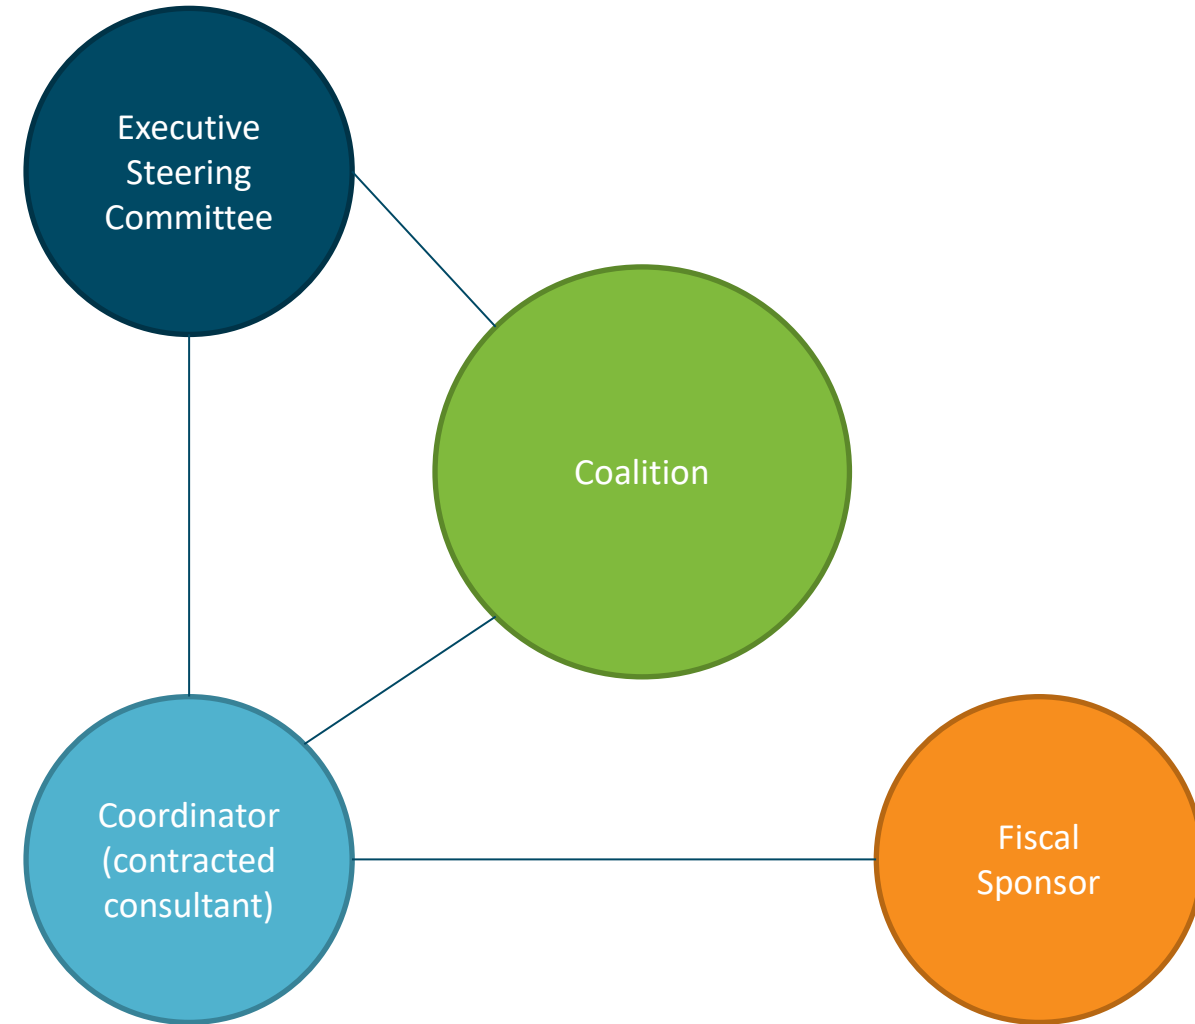 Executive
Steering
Committee
Coalition
Coordinator
(contracted
consultant)
Fiscal
Sponsor